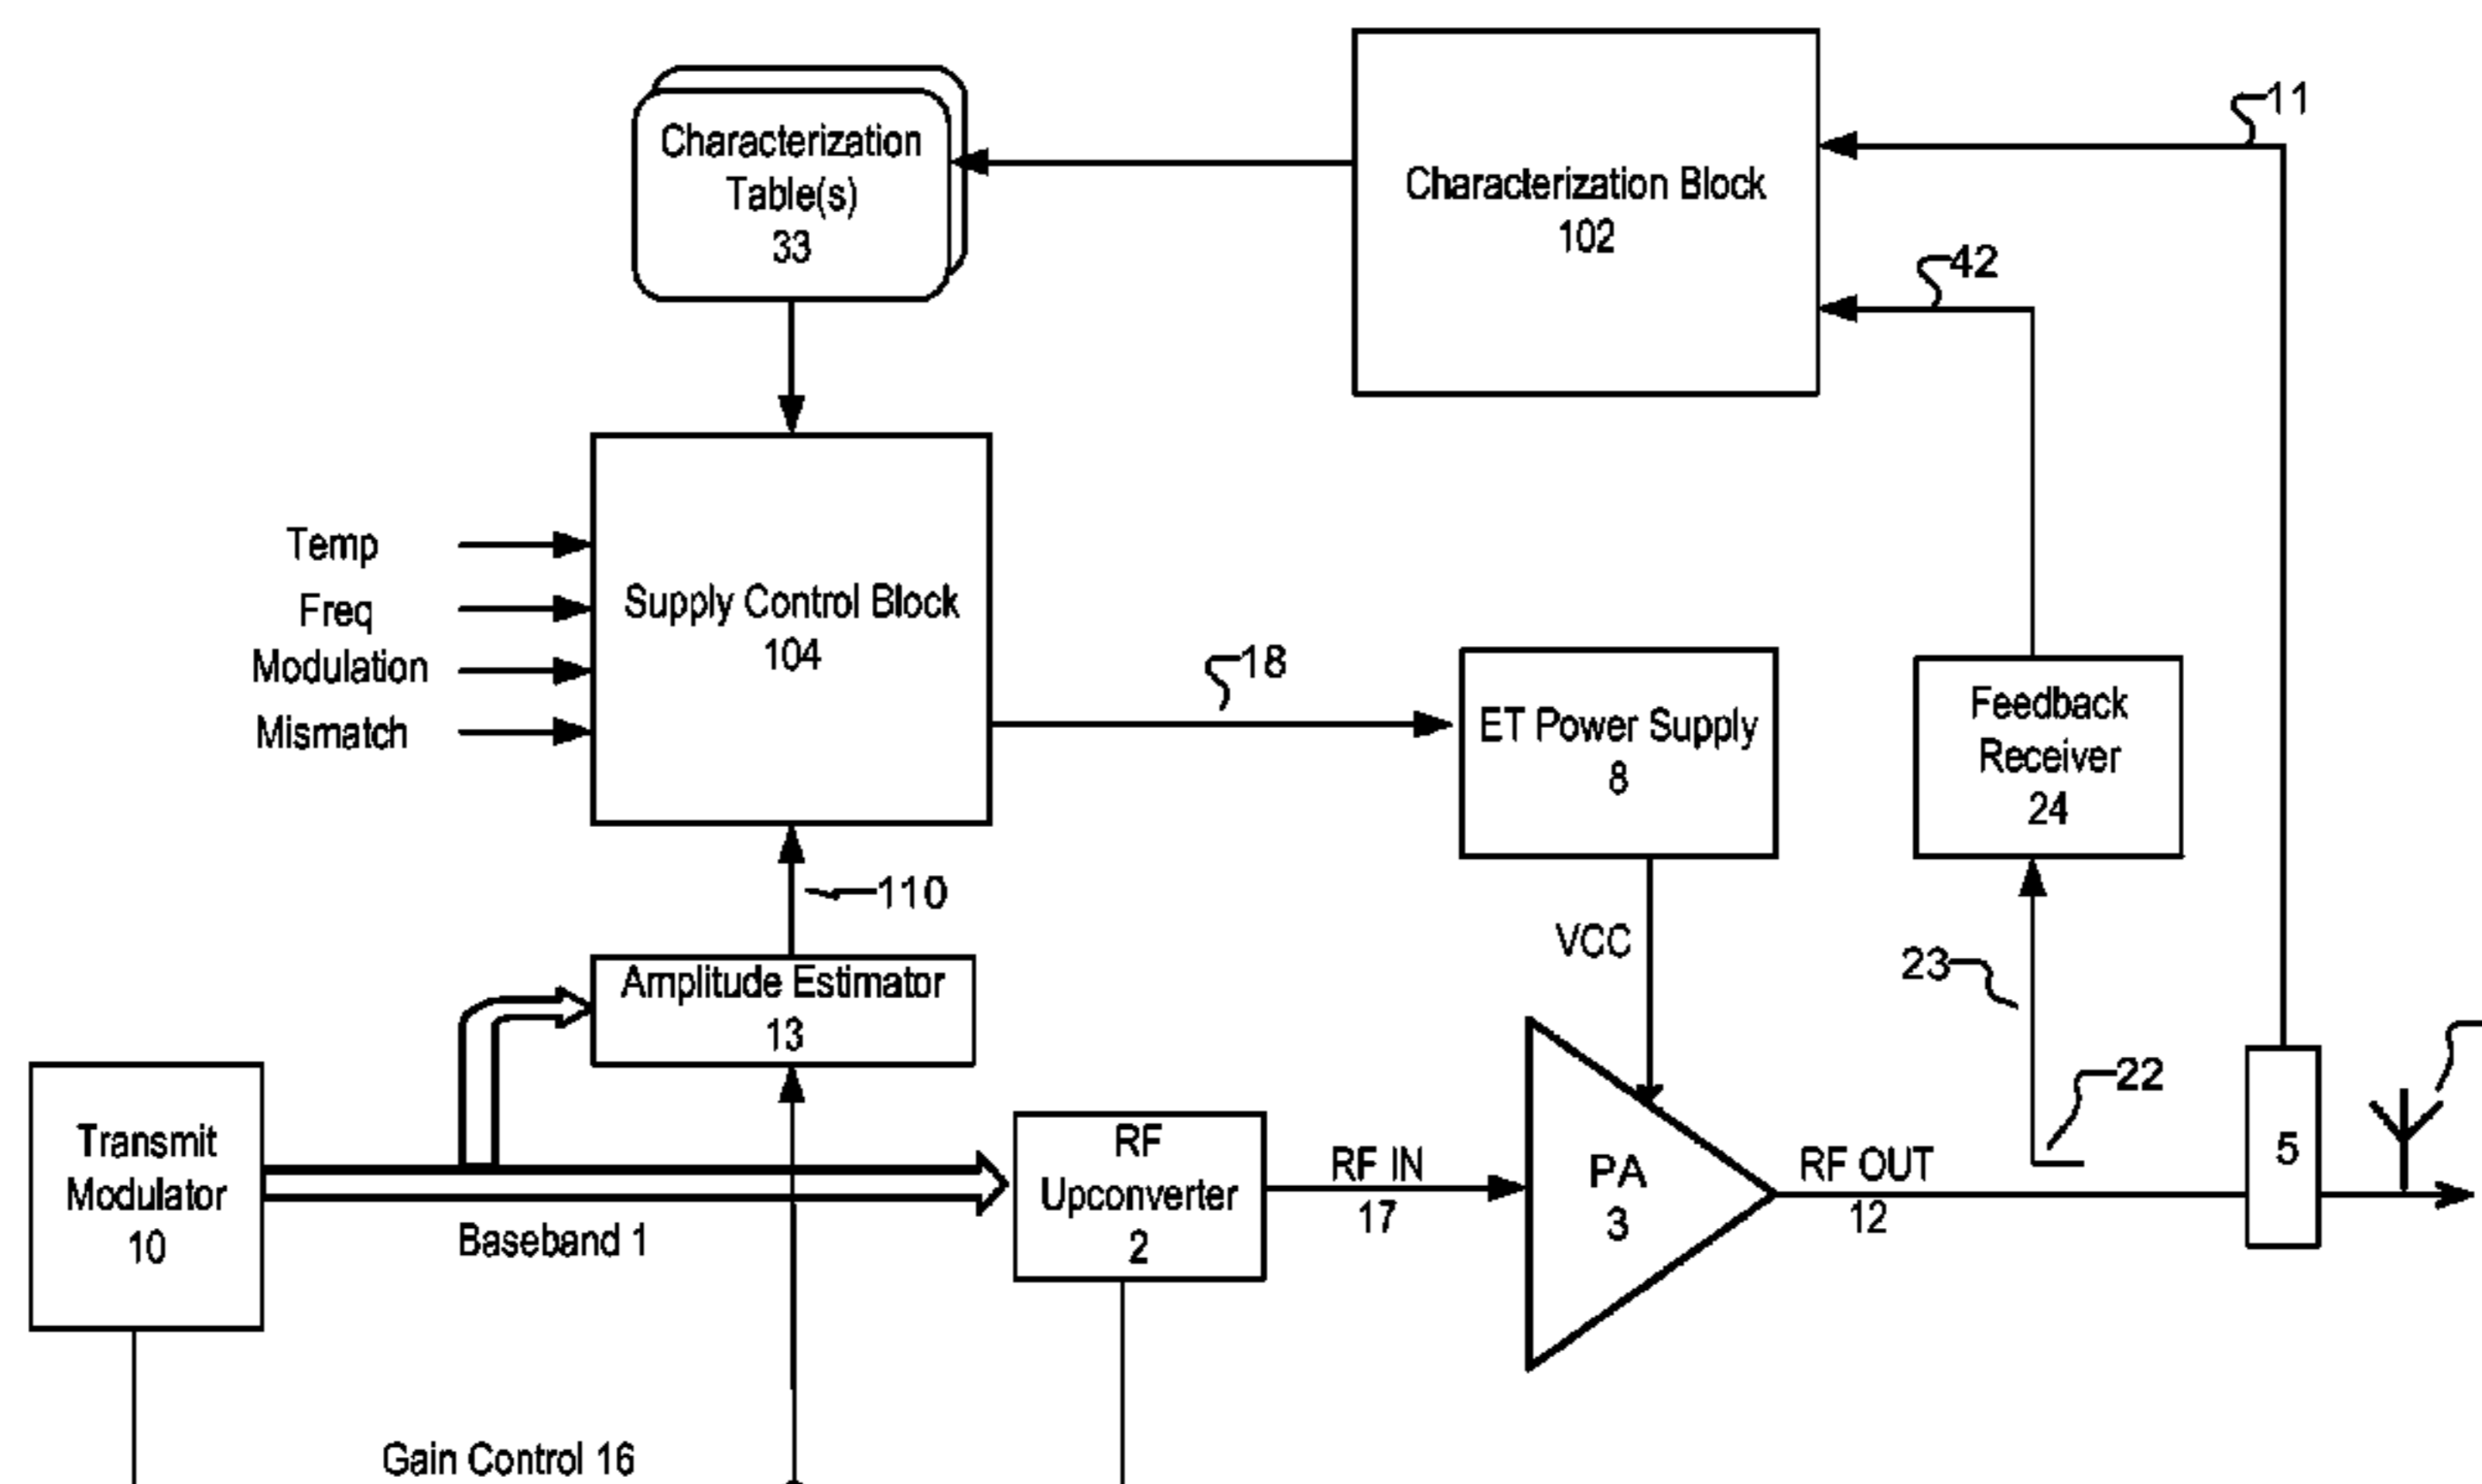 11
Characterization
Table(s)
33
Characterization Block
102
42
Temp
Freq
Modulation
Mismatch
Supply Control Block
104
18
ET Power Supply
8
Feedback
Receiver
24
110
VCC
23
Amplitude Estimator
13
22
Transmit
Modulator
10
Baseband 1
RF
Upconverter
2
RF IN
17
PA
3
RF OUT
12
5
Gain Control 16